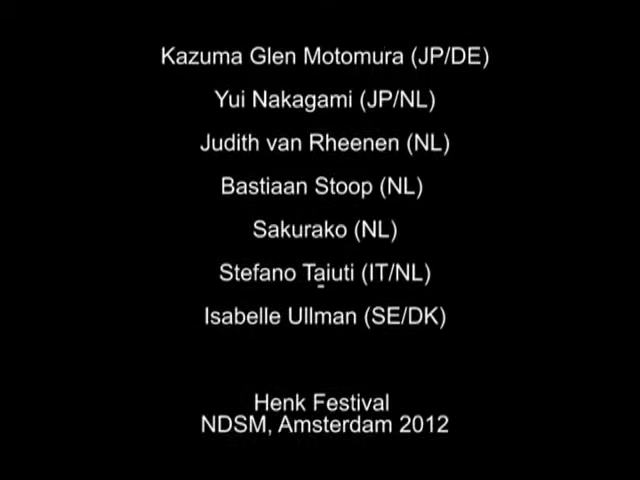 Kazuma Glen Motomura (JP/DE)
Yui Nakagami (JP/NL)
Judith van Rheenen (NL)
Bastiaan Stoop (NL)
Sakurako (NL)
Stefano Taiuti (IT/NL)
Isabelle Ullman (SE/DK)
Henk Festival
NDSM, Amsterdam 2012